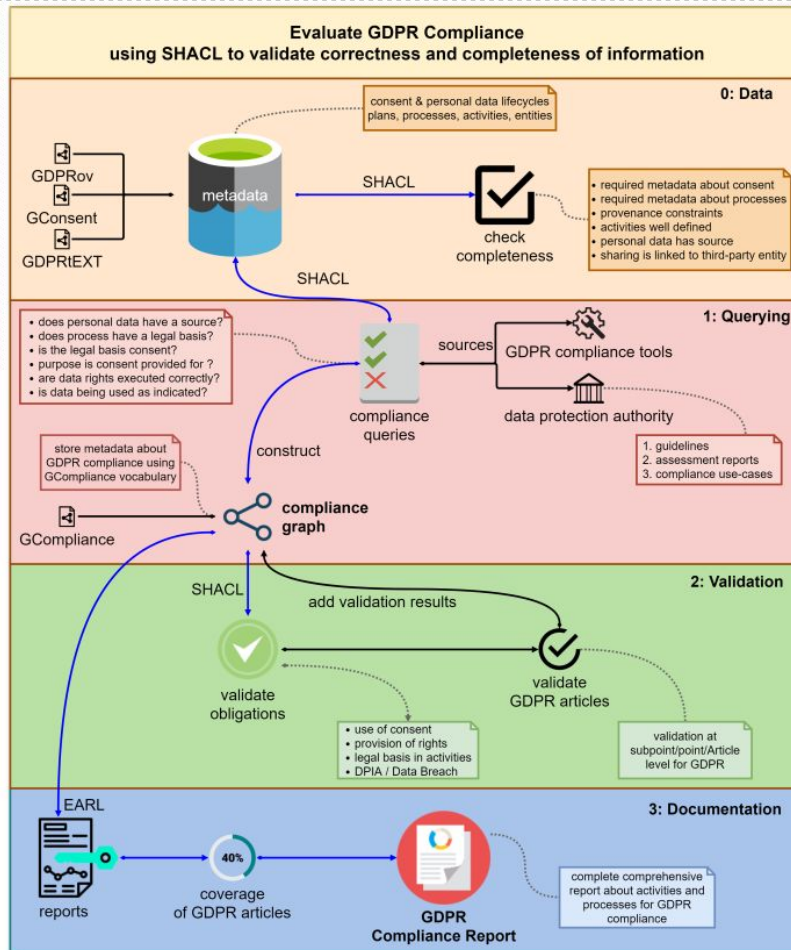 Evaluate GDPR Compliance
using SHACL to validate correctness and completeness of information
0: Data
consent & personal data lifecycles
plans, processes, activities, entities
GDPRov
GConsent
GDPRtEXT
metadata
SHACL
check
completeness
• required metadata about consent
• required metadata about processes
• provenance constraints
• activities well defined
• personal data has source
• sharing is linked to third-party entity
SHACL
1: Querying
• does personal data have a source?
• does process have a legal basis?
• is the legal basis consent?
• purpose is consent provided for ?
• are data rights executed correctly?
• is data being used as indicated?
compliance
queries
sources
GDPR compliance tools
data protection authority
1. guidelines
2. assessment reports
3. compliance use-cases
construct
store metadata about
GDPR compliance using
GCompliance vocabulary
GCompliance
compliance
graph
2: Validation
SHACL
add validation results
validate
obligations
validate
GDPR articles
• use of consent
• provision of rights
• legal basis in activities
• DPIA / Data Breach
validation at
subpoint/point/Article
level for GDPR
3: Documentation
EARL
reports
40%
coverage
of GDPR articles
GDPR
Compliance Report
complete comprehensive
report about activities and
processes for GDPR
compliance